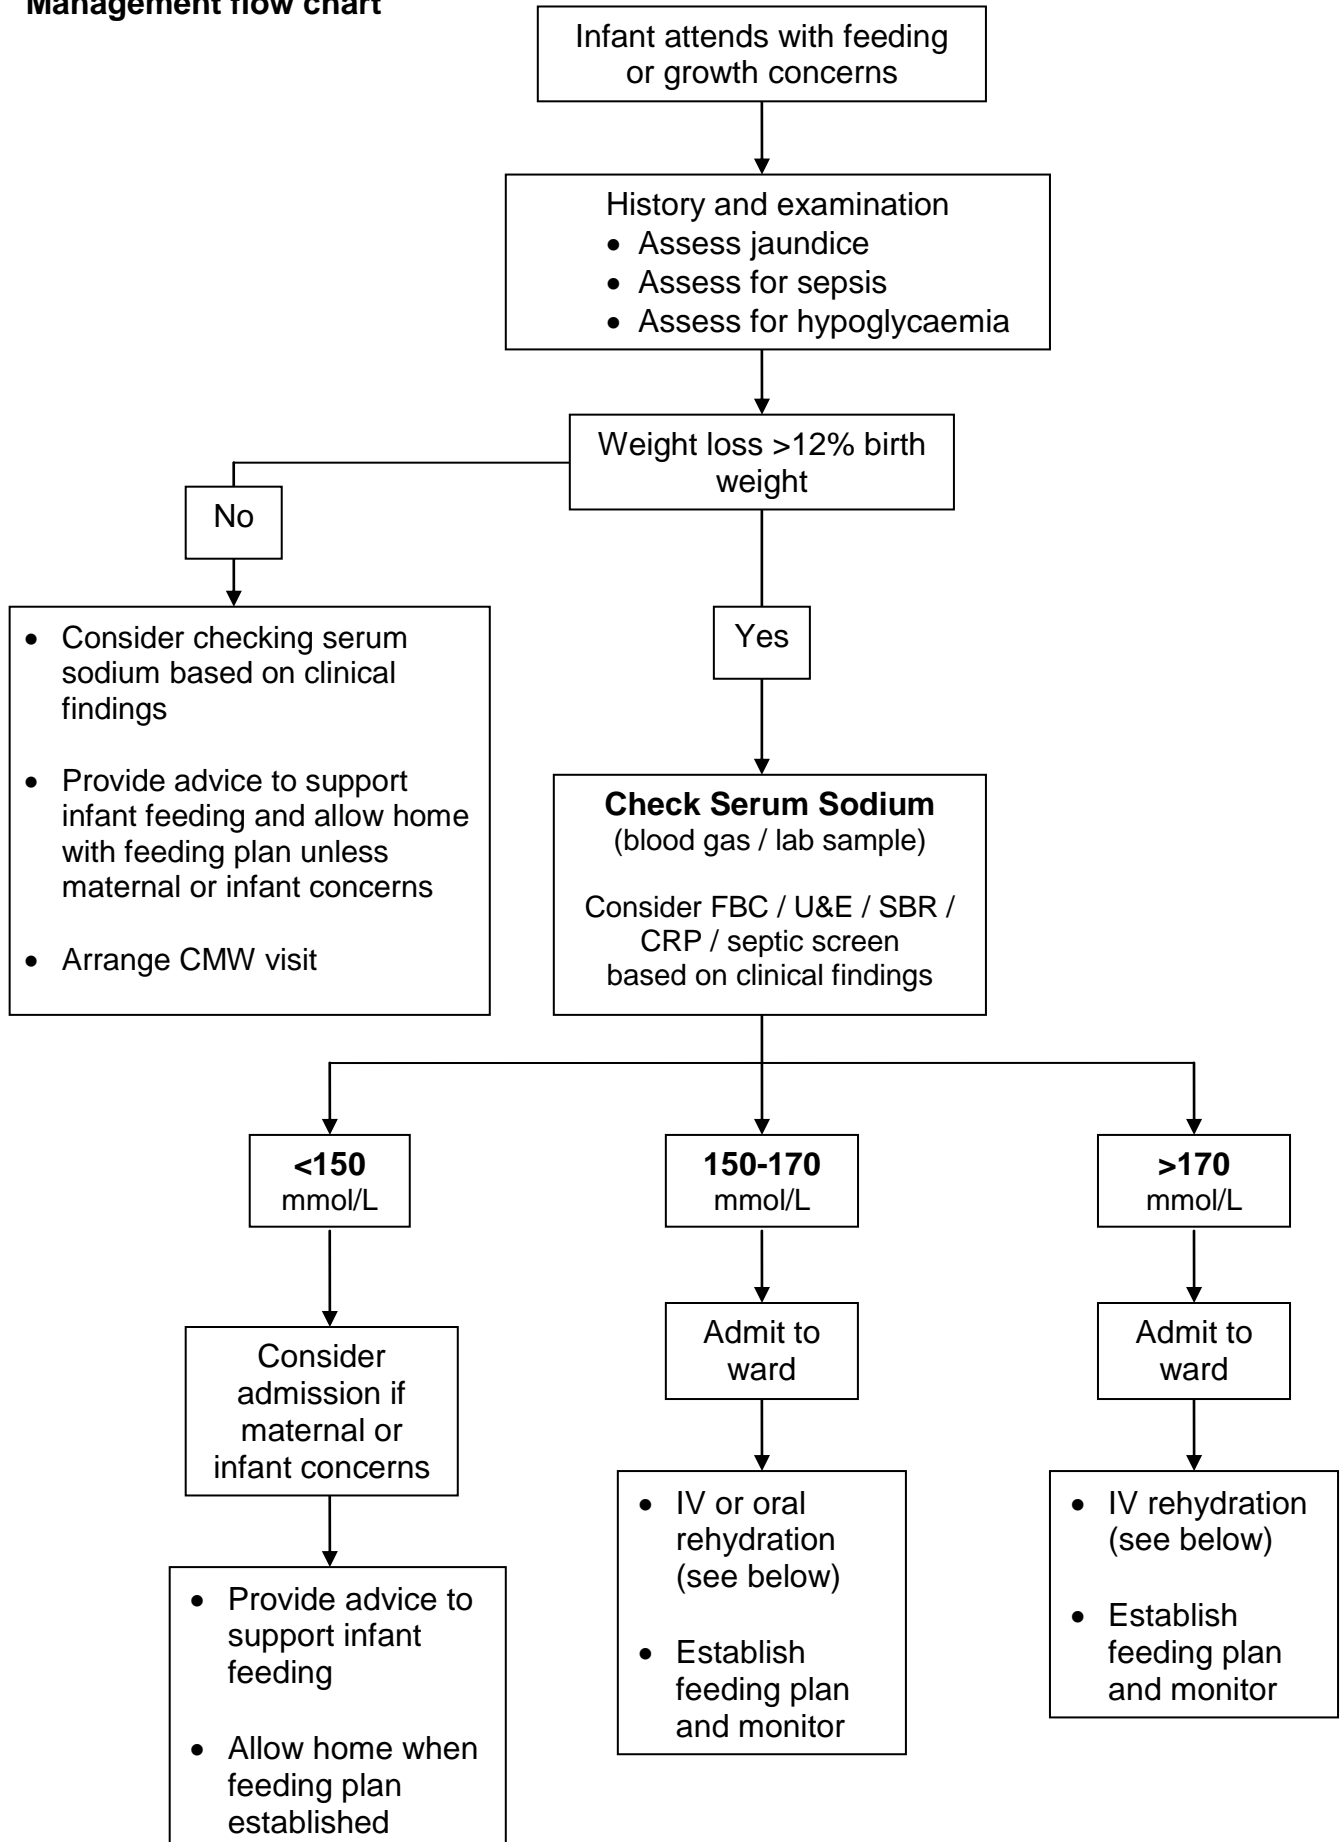 Management flow chart
Infant attends with feeding
or growth concerns
History and examination
• Assess jaundice
• Assess for sepsis
• Assess for hypoglycaemia
Weight loss >12% birth
weight
No
Yes
• Consider checking serum
sodium based on clinical
findings
• Provide advice to support
infant feeding and allow home
with feeding plan unless
maternal or infant concerns
• Arrange CMW visit
Check Serum Sodium
(blood gas / lab sample)
Consider FBC / U&E / SBR /
CRP / septic screen
based on clinical findings
<150
mmol/L
150-170
mmol/L
>170
mmol/L
Consider
admission if
maternal or
infant concerns
Admit to
ward
Admit to
ward
• Provide advice to
support infant
feeding
• Allow home when
feeding plan
established
• IV or oral
rehydration
(see below)
• Establish
feeding plan
and monitor
• IV rehydration
(see below)
• Establish
feeding plan
and monitor